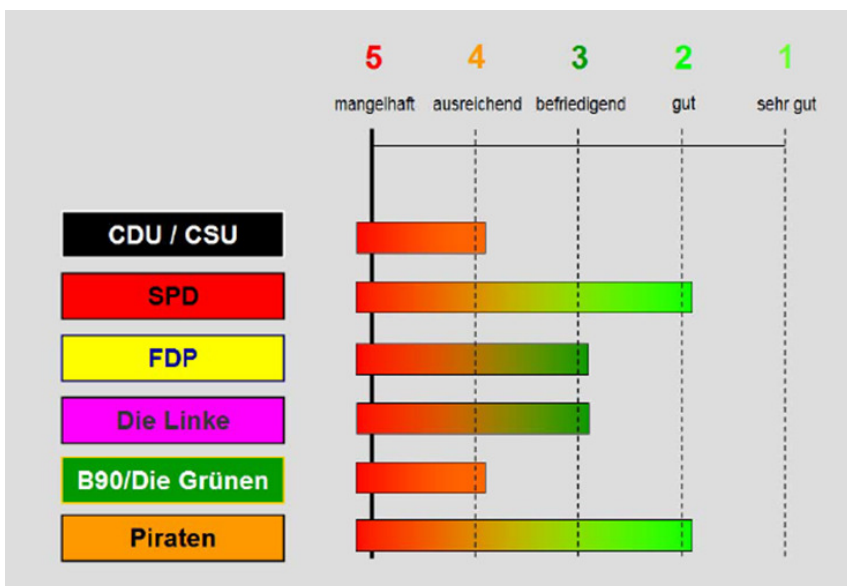 5 4 3 2 1
mangelhaft ausreichend befriedigend gut sehr gut
CDU / CSU
SPD
FDP
Die Linke
B90/Die Grünen
Piraten